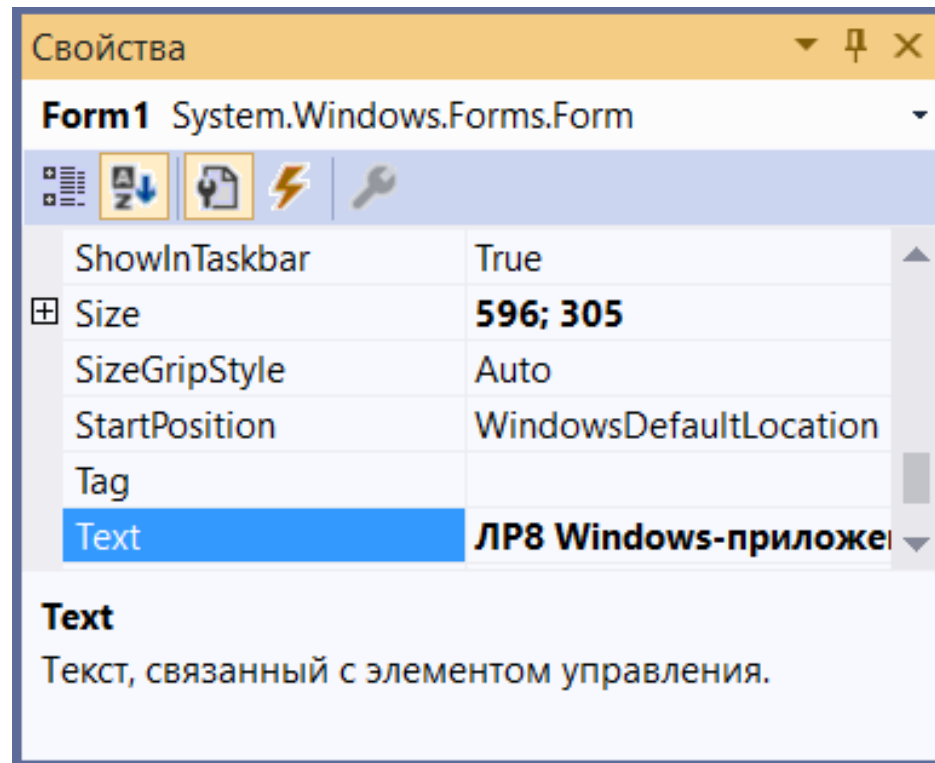 Свойства
Form1 System.Windows.Forms.Form
ShowInTaskbar True
Size 596; 305
SizeGripStyle Auto
StartPosition WindowsDefaultLocation
Tag
Text ЛР8 Windows-приложе
Text
Текст, связанный с элементом управления.